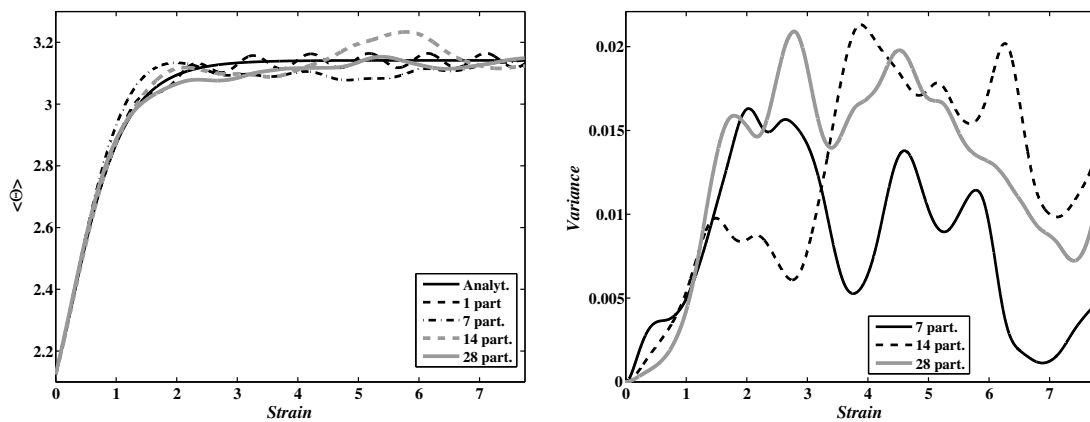 3.2
3
2.8
2.6
2.4
2.2
<Θ>
0 1 2 3 4 5 6 7
Strain
Analyt.
1 part
7 part.
14 part.
28 part.
0.02
0.015
0.01
0.005
0
Variance
0 1 2 3 4 5 6 7
Strain
7 part.
14 part.
28 part.